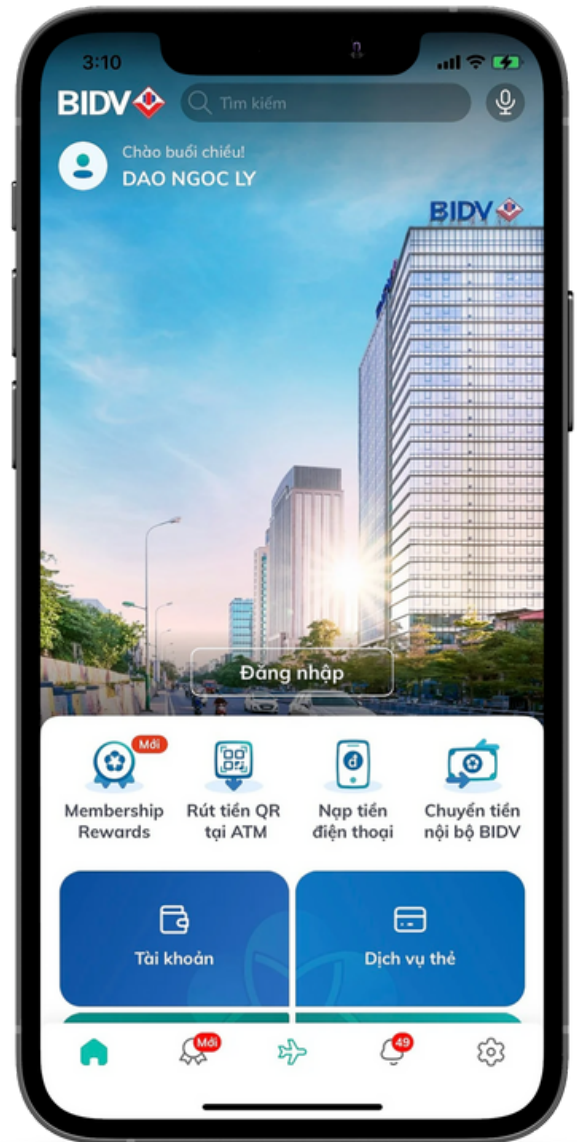 3:10
BIDV
Tìm kiếm
Chào buổi chiều!
DAO NGOC LY
BIDV
Đăng nhập
Mới
Membership
Rewards
Rút tiền QR
tại ATM
Nạp tiền
điện thoại
Chuyển tiền
nội bộ BIDV
Tài khoản
Dịch vụ thẻ
Mới
49